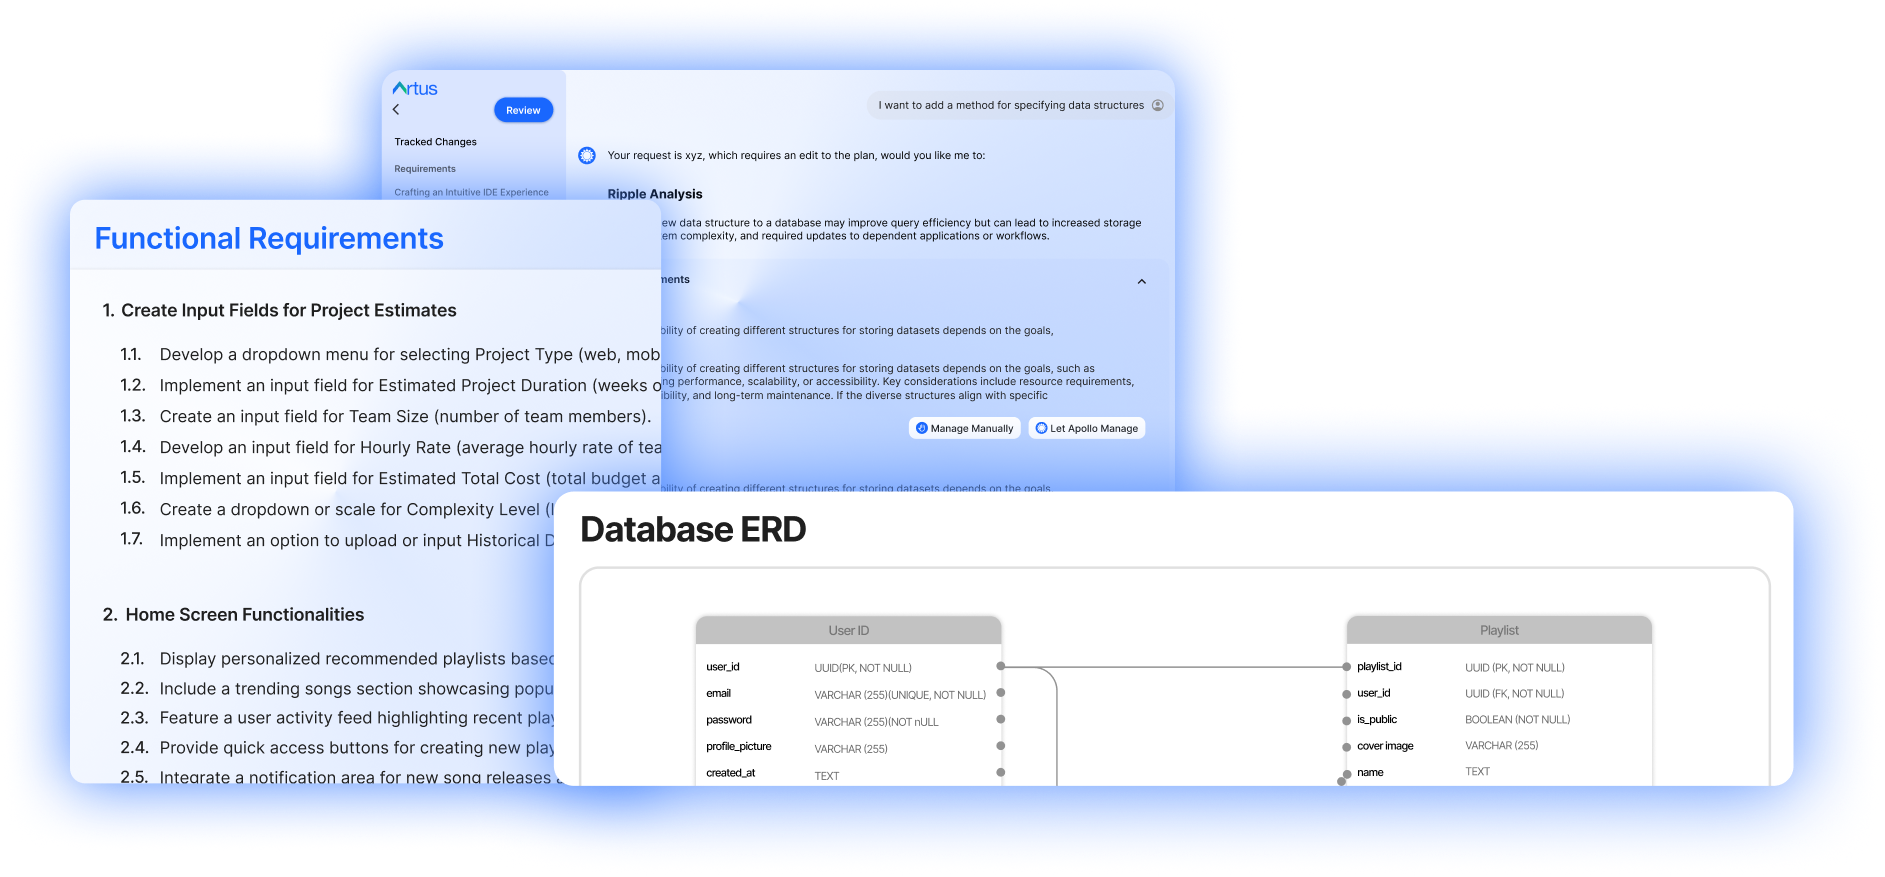 Artus
Review
Tracked Changes
Requirements
Crafting an Intuitive IDE Experience
I want to add a method for specifying data structures
Your request is xyz, which requires an edit to the plan, would you like me to:
Ripple Analysis
data structure to a database may improve query efficiency but can lead to increased storage
complexity, and required updates to dependent applications or workflows.
of creating different structures for storing datasets depends on the goals,
of creating different structures for storing datasets depends on the goals, such as
performance, scalability, or accessibility. Key considerations include resource requirements,
and long-term maintenance. If the diverse structures align with specific
Manage Manually
Let Apollo Manage
of creating different structures for storing datasets depends on the goals
Functional Requirements
1. Create Input Fields for Project Estimates
1.1. Develop a dropdown menu for selecting Project Type (web, mob
1.2. Implement an input field for Estimated Project Duration (weeks o
1.3. Create an input field for Team Size (number of team members).
1.4. Develop an input field for Hourly Rate (average hourly rate of tea
1.5. Implement an input field for Estimated Total Cost (total budget a
1.6. Create a dropdown or scale for Complexity Level (
1.7. Implement an option to upload or input Historical D
2. Home Screen Functionalities
2.1. Display personalized recommended playlists based
2.2. Include a trending songs section showcasing popu
2.3. Feature a user activity feed highlighting recent play
2.4. Provide quick access buttons for creating new play
2.5. Integrate a notification area for new song releases
Database ERD
User ID
user_id UUID(PK, NOT NULL)
email VARCHAR (255)(UNIQUE, NOT NULL)
password VARCHAR (255)(NOT nULL
profile_picture VARCHAR (255)
created_at TEXT
Playlist
playlist_id UUID (PK, NOT NULL)
user_id UUID (FK, NOT NULL)
is_public BOOLEAN (NOT NULL)
cover image VARCHAR (255)
name TEXT